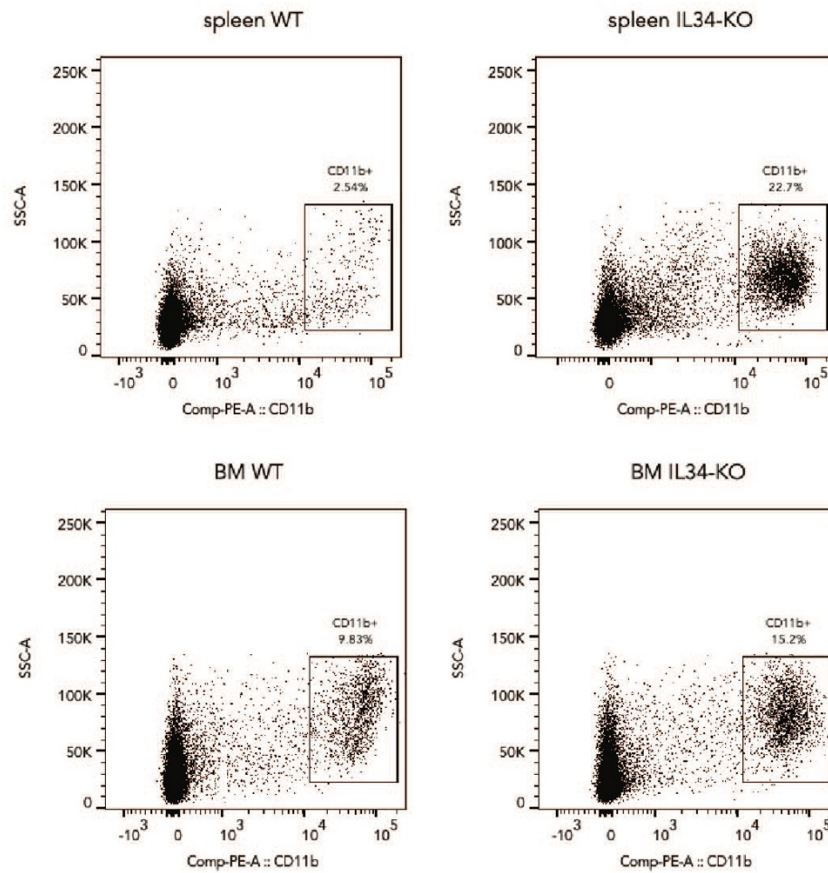 spleen WT
250K
200K
150K
100K
50K
0
SSC-A
CD11b+
2.54%
-10³ 0 10³ 10⁴ 10⁵
Comp-PE-A :: CD11b
spleen IL34-KO
250K
200K
150K
100K
50K
0
SSC-A
CD11b+
22.7%
0 10⁴ 10⁵
Comp-PE-A :: CD11b
BM WT
250K
200K
150K
100K
50K
0
SSC-A
CD11b+
9.83%
-10³ 0 10³ 10⁴ 10⁵
Comp-PE-A :: CD11b
BM IL34-KO
250K
200K
150K
100K
50K
0
SSC-A
CD11b+
15.2%
-10³ 0 10³ 10⁴ 10⁵
Comp-PE-A :: CD11b